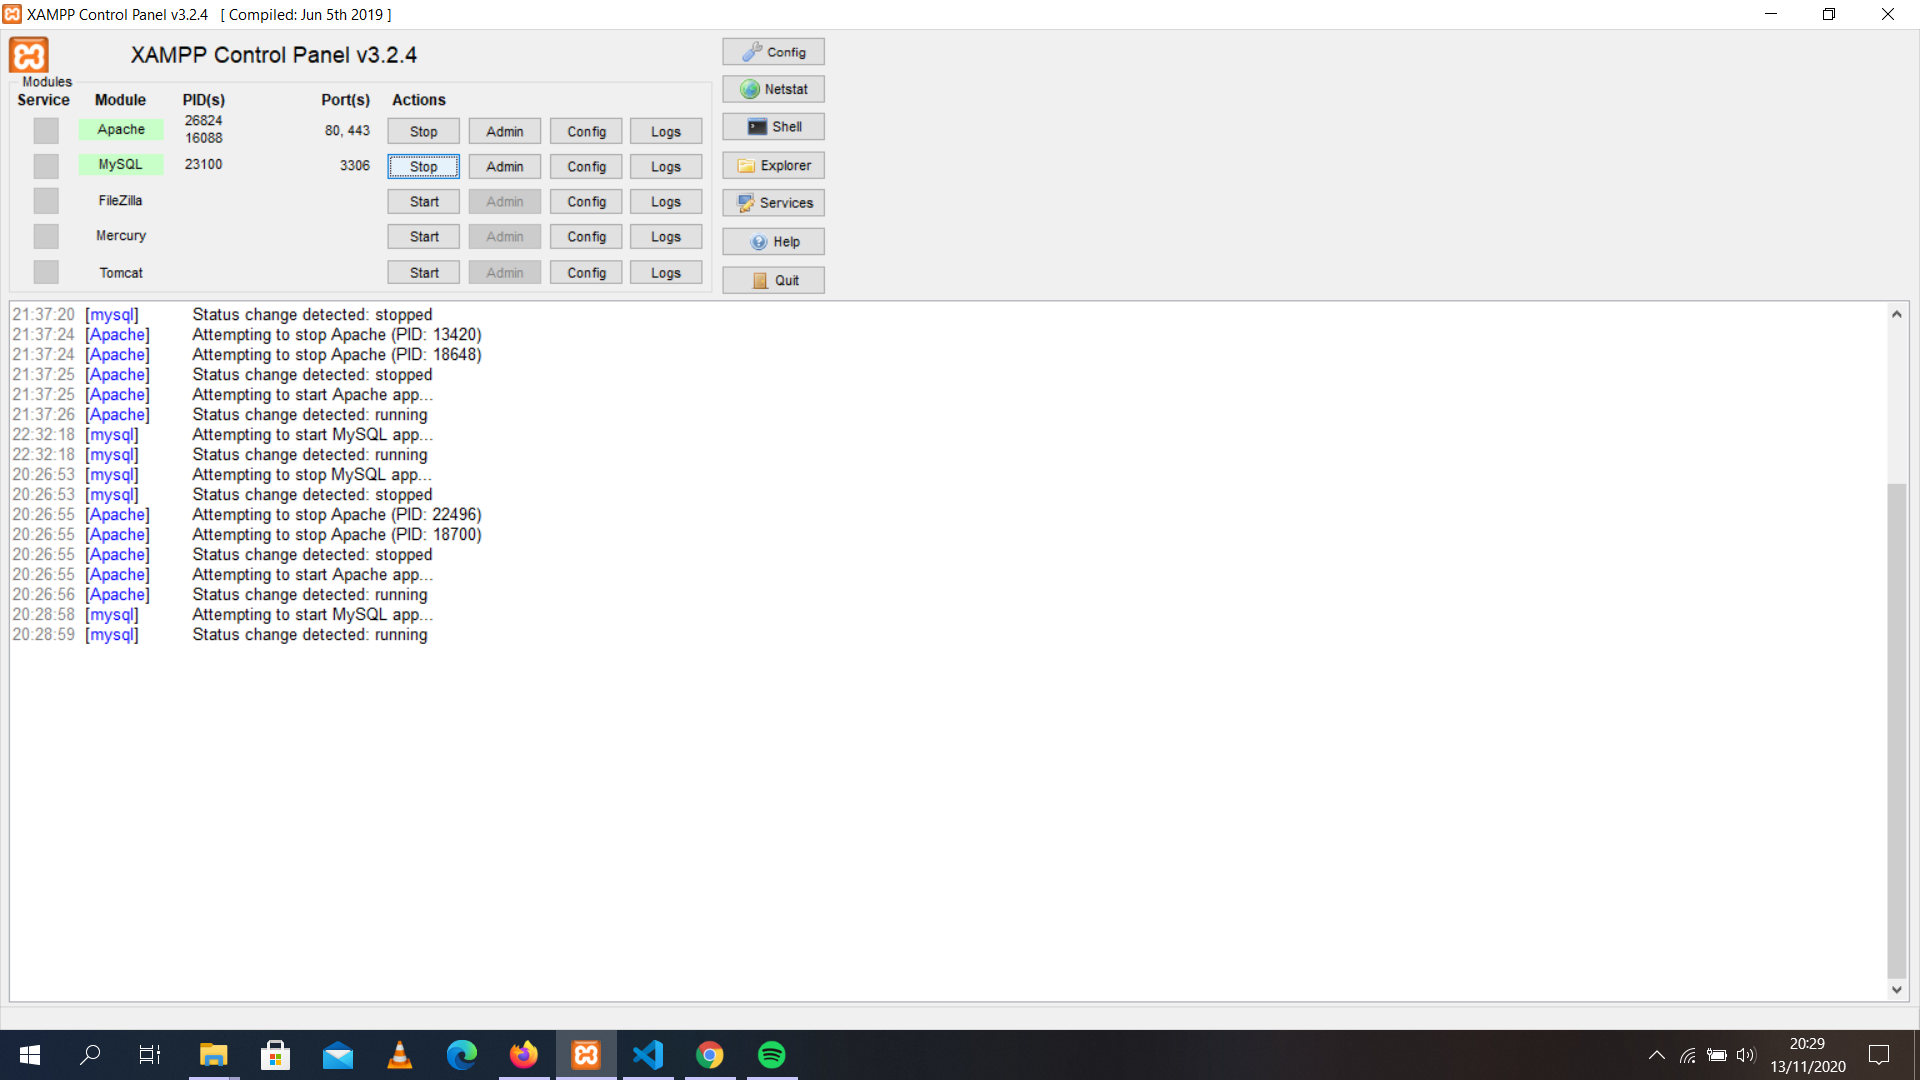 XAMPP Control Panel v3.2.4 [ Compiled: Jun 5th 2019 ]
XAMPP Control Panel v3.2.4
Modules
Service Module PID(s) Port(s) Actions
Apache 26824 16088 80, 443 Stop Admin Config Logs
MySQL 23100 3306 Stop Admin Config Logs
FileZilla Start Admin Config Logs
Mercury Start Admin Config Logs
Tomcat Start Admin Config Logs
Config
Netstat
Shell
Explorer
Services
Help
Quit
21:37:20 [mysql] Status change detected: stopped
21:37:24 [Apache] Attempting to stop Apache (PID: 13420)
21:37:24 [Apache] Attempting to stop Apache (PID: 18648)
21:37:25 [Apache] Status change detected: stopped
21:37:25 [Apache] Attempting to start Apache app...
21:37:26 [Apache] Status change detected: running
22:32:18 [mysql] Attempting to start MySQL app...
22:32:18 [mysql] Status change detected: running
20:26:53 [mysql] Attempting to stop MySQL app...
20:26:53 [mysql] Status change detected: stopped
20:26:55 [Apache] Attempting to stop Apache (PID: 22496)
20:26:55 [Apache] Attempting to stop Apache (PID: 18700)
20:26:55 [Apache] Status change detected: stopped
20:26:55 [Apache] Attempting to start Apache app...
20:26:56 [Apache] Status change detected: running
20:28:58 [mysql] Attempting to start MySQL app...
20:28:59 [mysql] Status change detected: running
20:29
13/11/2020